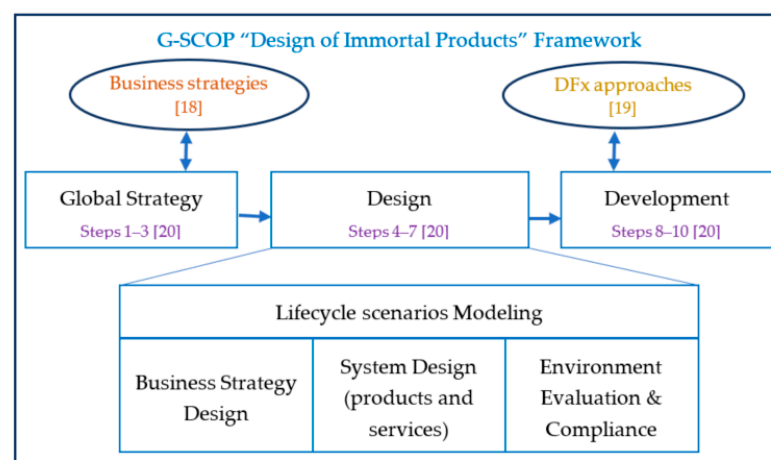 G-SCOP “Design of Immortal Products” Framework
Business strategies
[18]
DFx approaches
[19]
Global Strategy
Steps 1–3 [20]
Design
Steps 4–7 [20]
Development
Steps 8–10 [20]
Lifecycle scenarios Modeling
Business Strategy
Design
System Design
(products and
services)
Environment
Evaluation &
Compliance